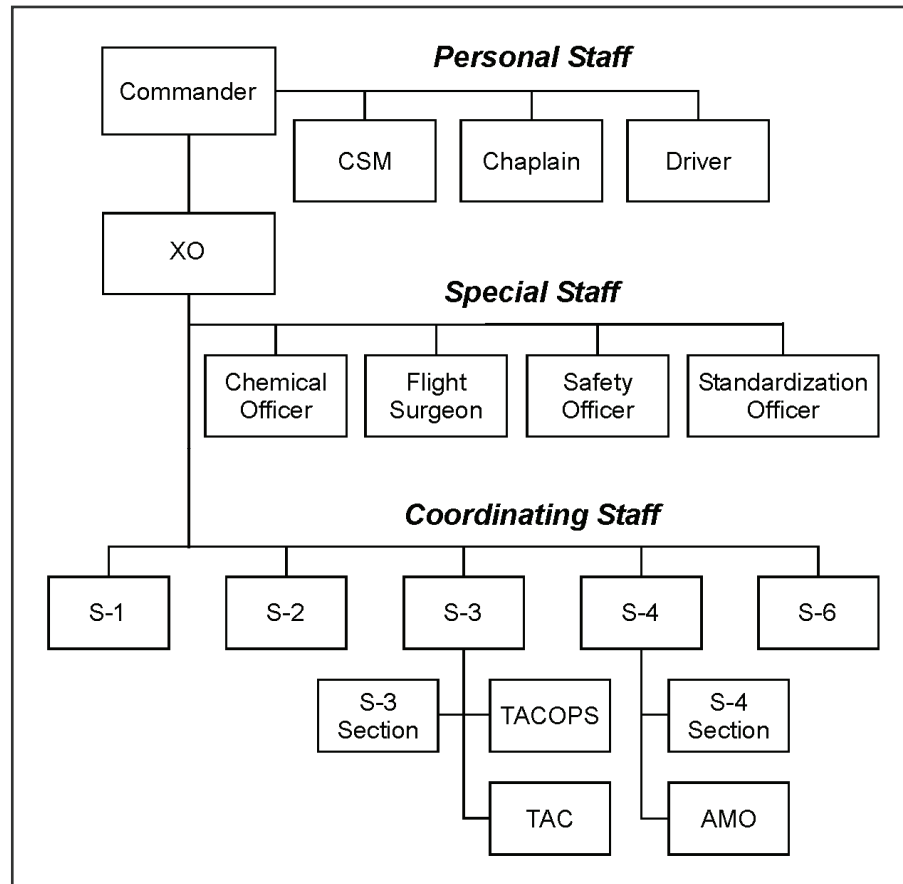 Personal Staff
Commander
CSM
Chaplain
Driver
XO
Special Staff
Chemical
Officer
Flight
Surgeon
Safety
Officer
Standardization
Officer
Coordinating Staff
S-1
S-2
S-3
S-4
S-6
S-3
Section
TACOPS
S-4
Section
TAC
AMO